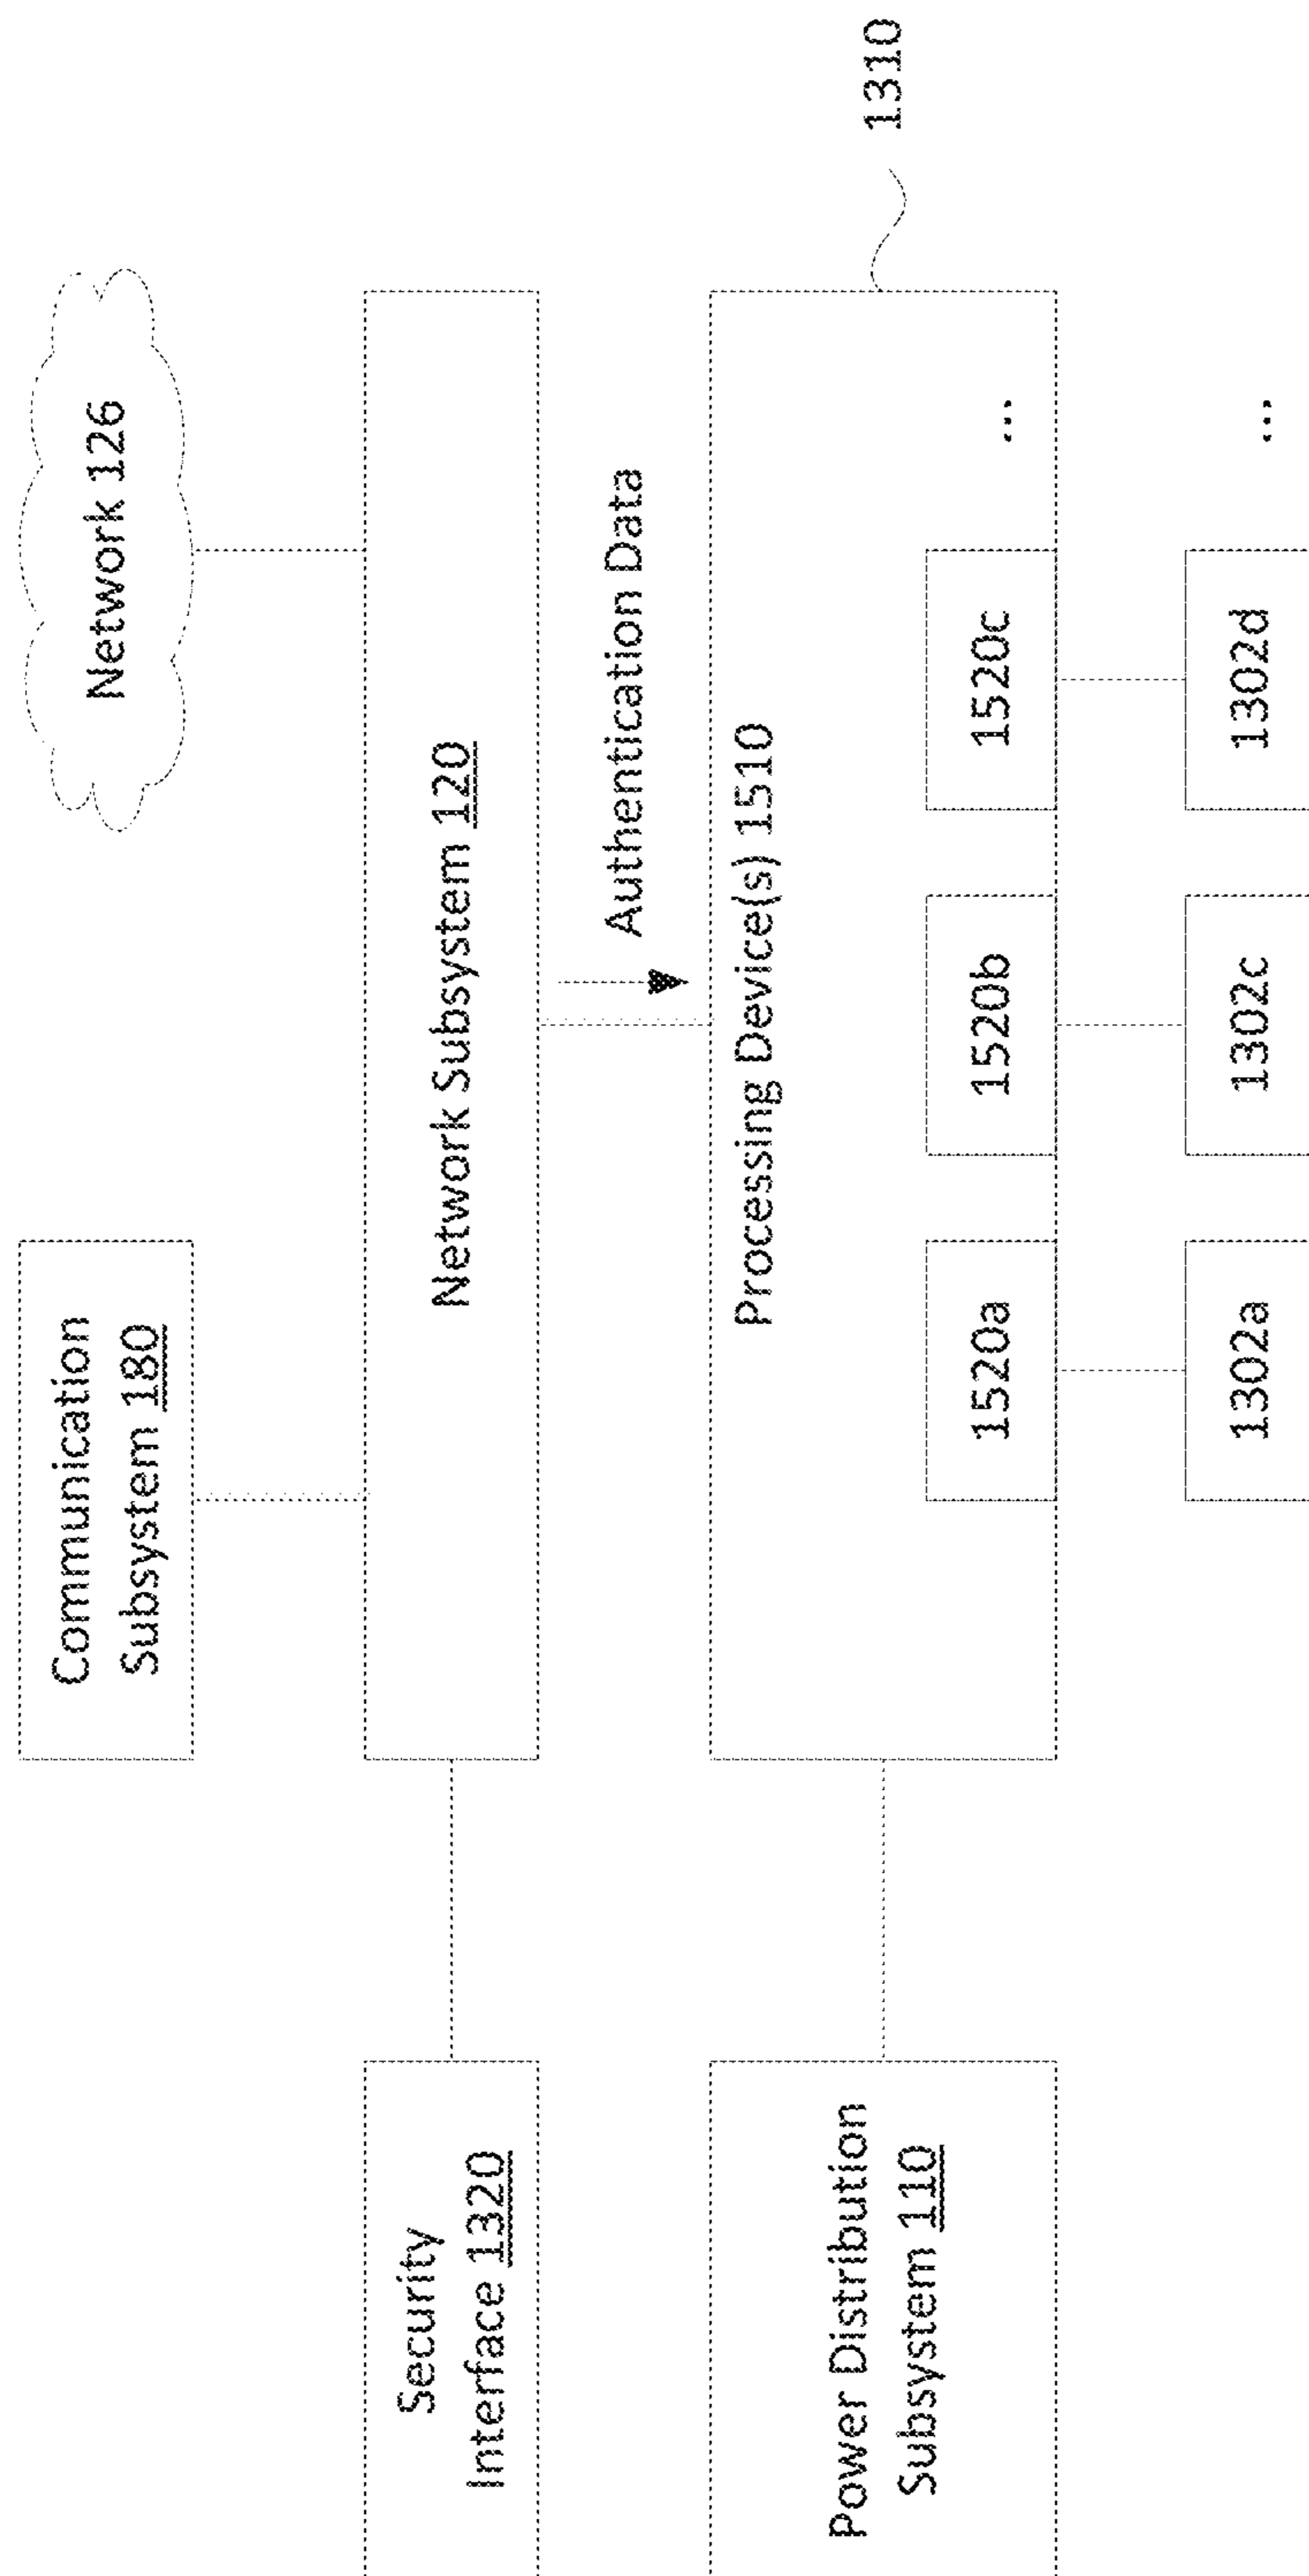 Communication
Subsystem 180
Network 126
Security
Interface 1320
Network Subsystem 120
Authentication Data
1310
Power Distribution
Subsystem 110
Processing Device(s) 1510
1520a
1520b
1520c
...
1302a
1302c
1302d
...